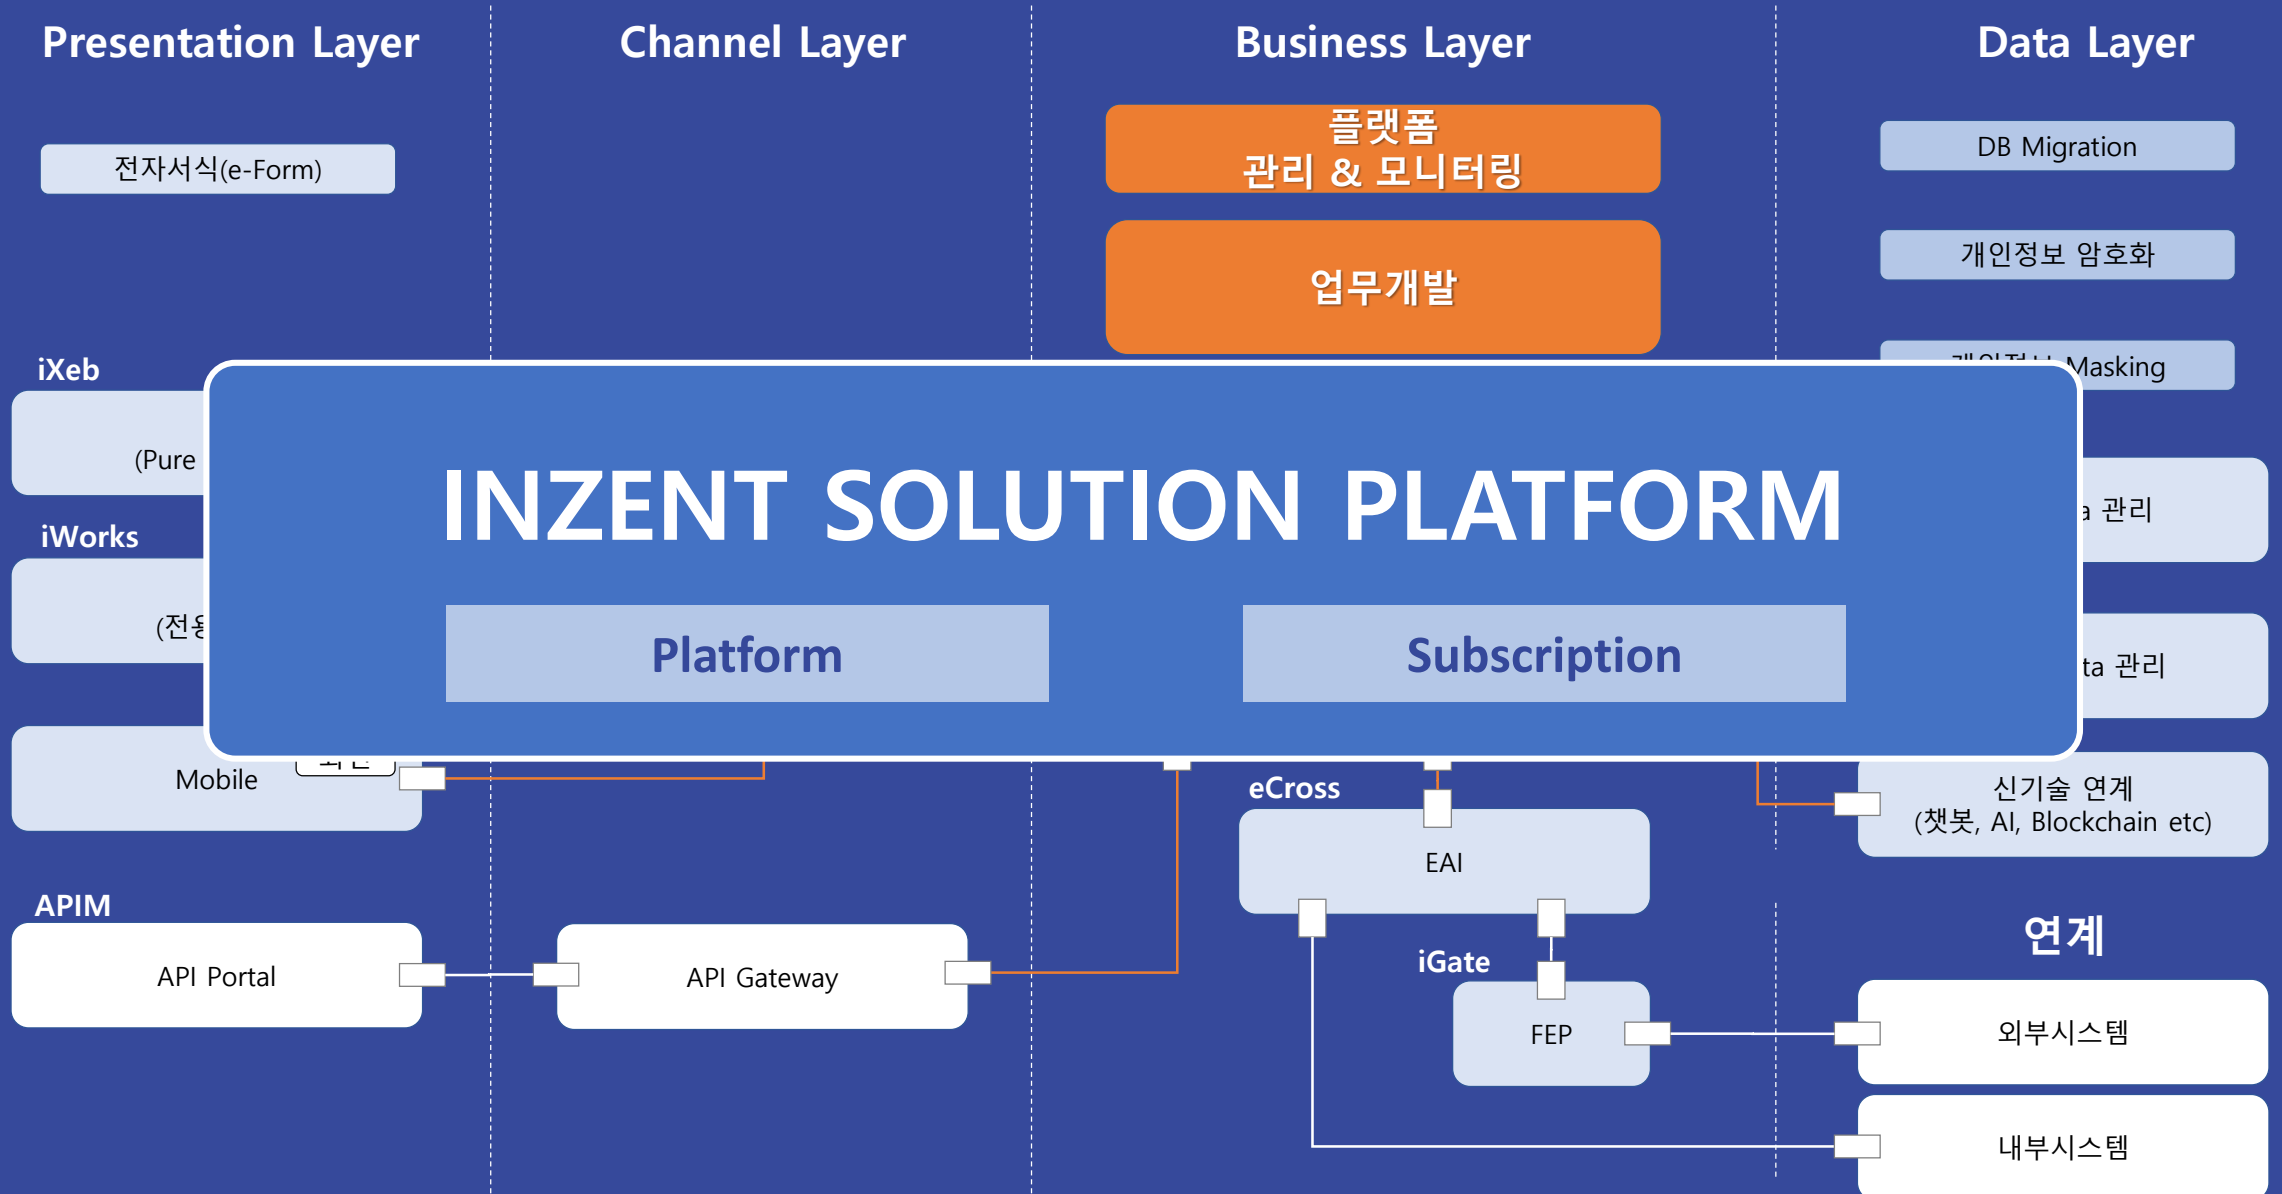 Presentation Layer
Channel Layer
Business Layer
Data Layer
전자서식(e-Form)
플랫폼
관리 & 모니터링
업무개발
DB Migration
개인정보 암호화
Masking
iXeb
(Pure
iWorks
INZENT SOLUTION PLATFORM
Platform
Subscription
관리
관리
Mobile
eCross
EAI
신기술 연계
(챗봇, AI, Blockchain etc)
APIM
API Portal
API Gateway
iGate
FEP
연계
외부시스템
내부시스템